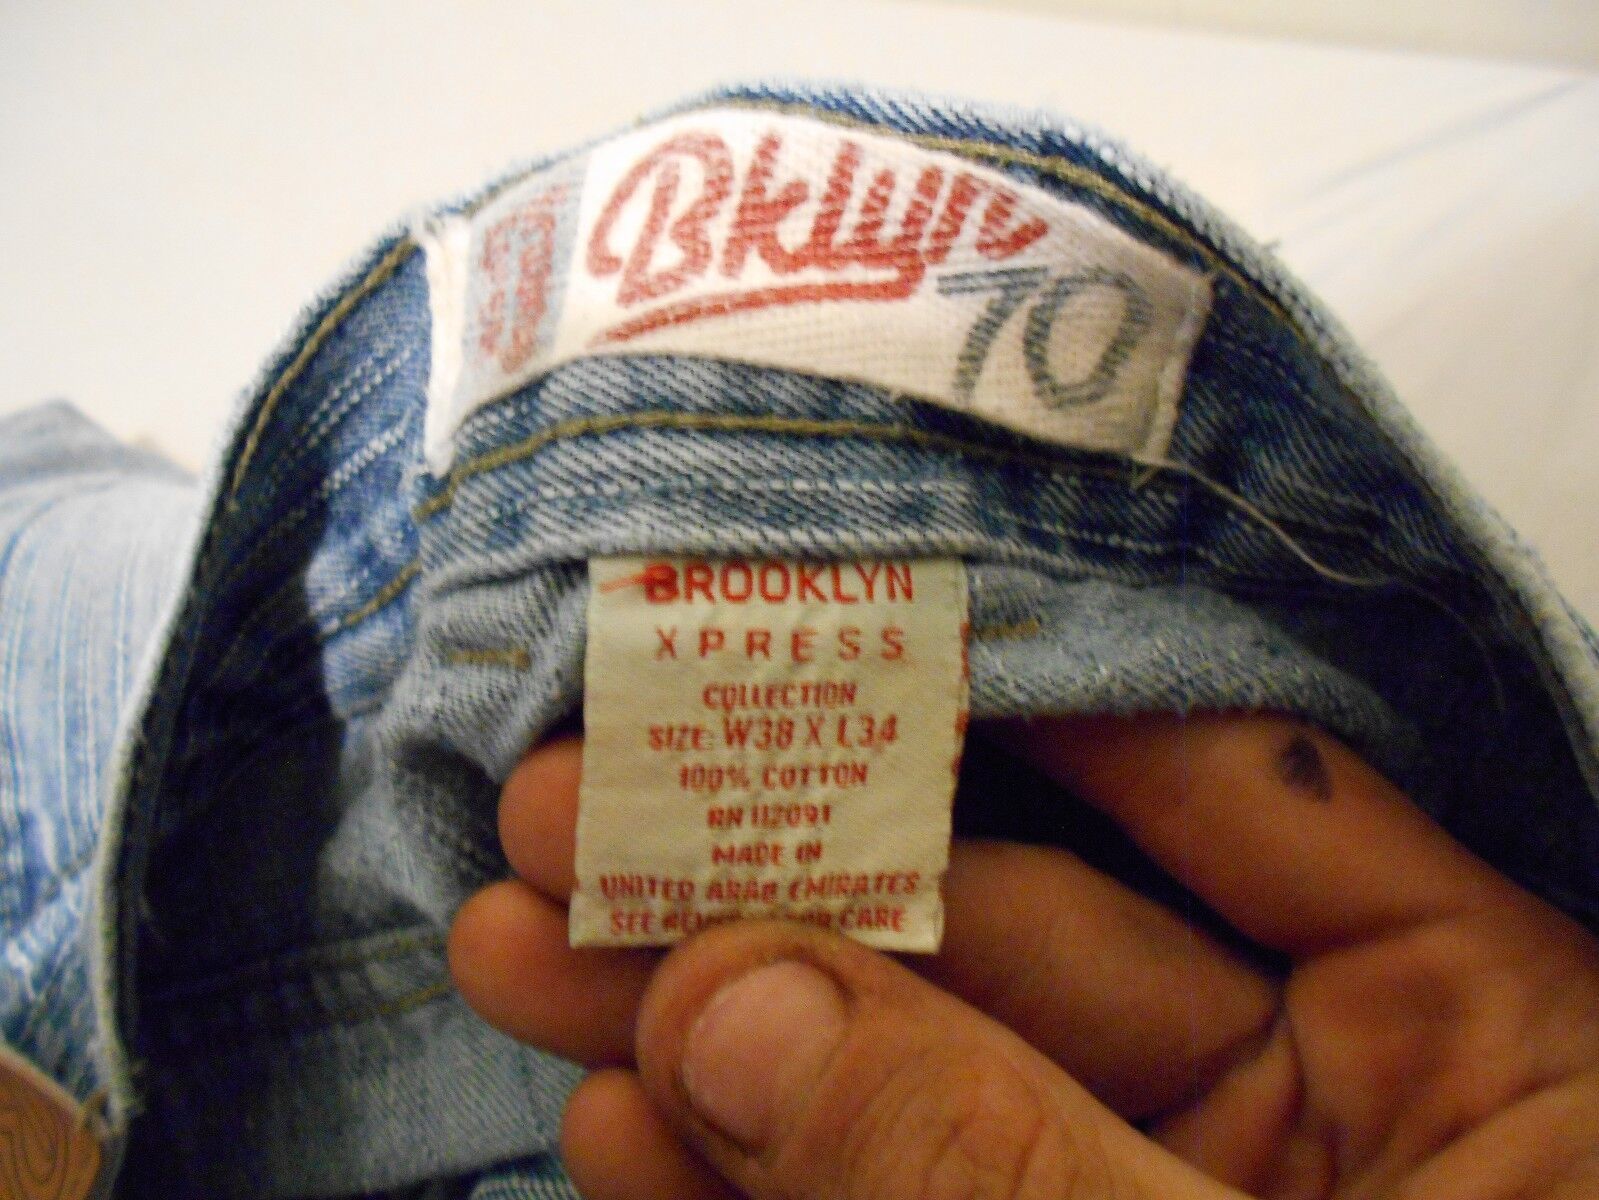 Bklyn
70
BROOKLYN
XPRESS
COLLECTION
SIZE: W38 X L34
100% COTTON
RN 112091
MADE IN
UNITED ARAB EMIRATES
SEE FOR CARE